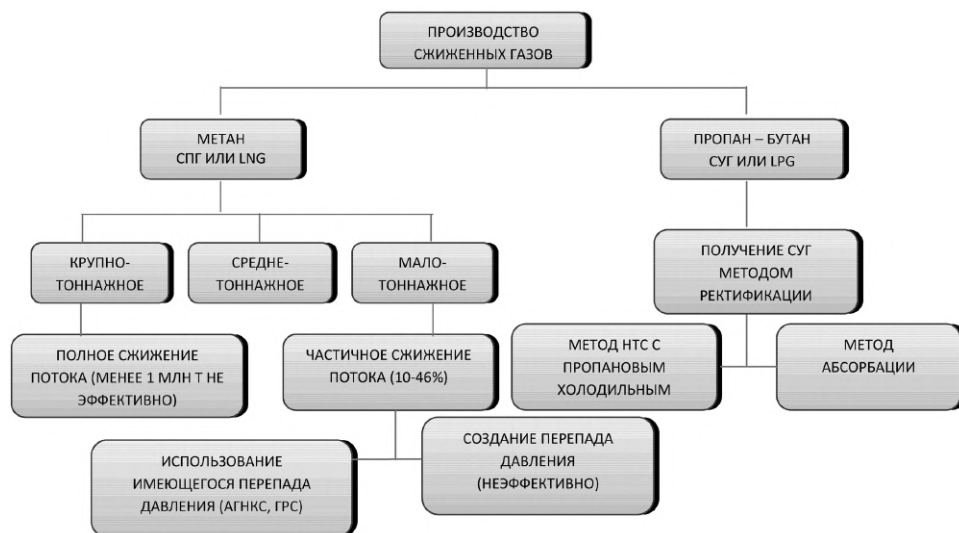 ПРОИЗВОДСТВО
СЖИЖЕННЫХ ГАЗОВ
МЕТАН
СПГ ИЛИ LNG
ПРОПАН – БУТАН
СУГ ИЛИ LPG
КРУПНО-
ТОННАЖНОЕ
СРЕДНЕ-
ТОННАЖНОЕ
МАЛО-
ТОННАЖНОЕ
ПОЛУЧЕНИЕ СУГ
МЕТОДОМ
РЕКТИФИКАЦИИ
ПОЛНОЕ СЖИЖЕНИЕ
ПОТОКА (МЕНЕЕ 1 МЛН Т НЕ
ЭФФЕКТИВНО)
ЧАСТИЧНОЕ СЖИЖЕНИЕ
ПОТОКА (10-46%)
МЕТОД НТС С
ПРОПАНОВЫМ
ХОЛОДИЛЬНЫМ
МЕТОД
АБСОРБАЦИИ
ИСПОЛЬЗОВАНИЕ
ИМЕЮЩЕГОСЯ ПЕРЕПАДА
ДАВЛЕНИЯ (АГНКС, ГРС)
СОЗДАНИЕ ПЕРЕПАДА
ДАВЛЕНИЯ
(НЕЭФФЕКТИВНО)